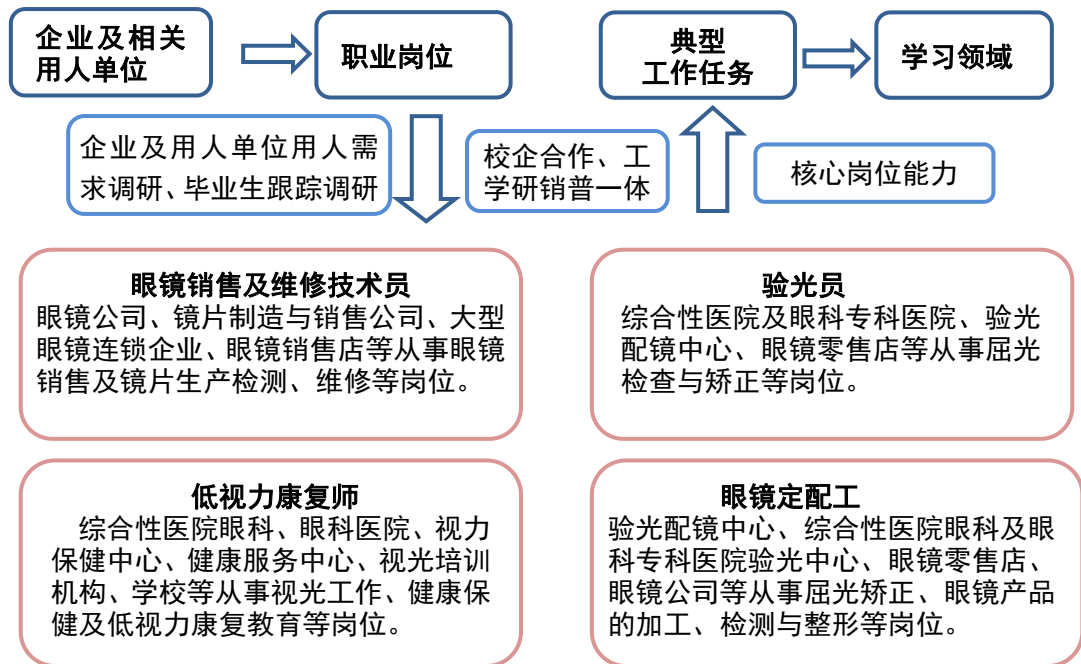 企业及相关
用人单位
职业岗位
典型
工作任务
学习领域
企业及用人单位用人需
求调研、毕业生跟踪调研
校企合作、工
学研销普一体
核心岗位能力
眼镜销售及维修技术员
眼镜公司、镜片制造与销售公司、大型
眼镜连锁企业、眼镜销售店等从事眼镜
销售及镜片生产检测、维修等岗位。
验光员
综合性医院及眼科专科医院、验光
配镜中心、眼镜零售店等从事屈光
检查与矫正等岗位。
低视力康复师
综合性医院眼科、眼科医院、视力
保健中心、健康服务中心、视光培训
机构、学校等从事视光工作、健康保
健及低视力康复教育等岗位。
眼镜定配工
验光配镜中心、综合性医院眼科及眼
科专科医院验光中心、眼镜零售店、
眼镜公司等从事屈光矫正、眼镜产品
的加工、检测与整形等岗位。